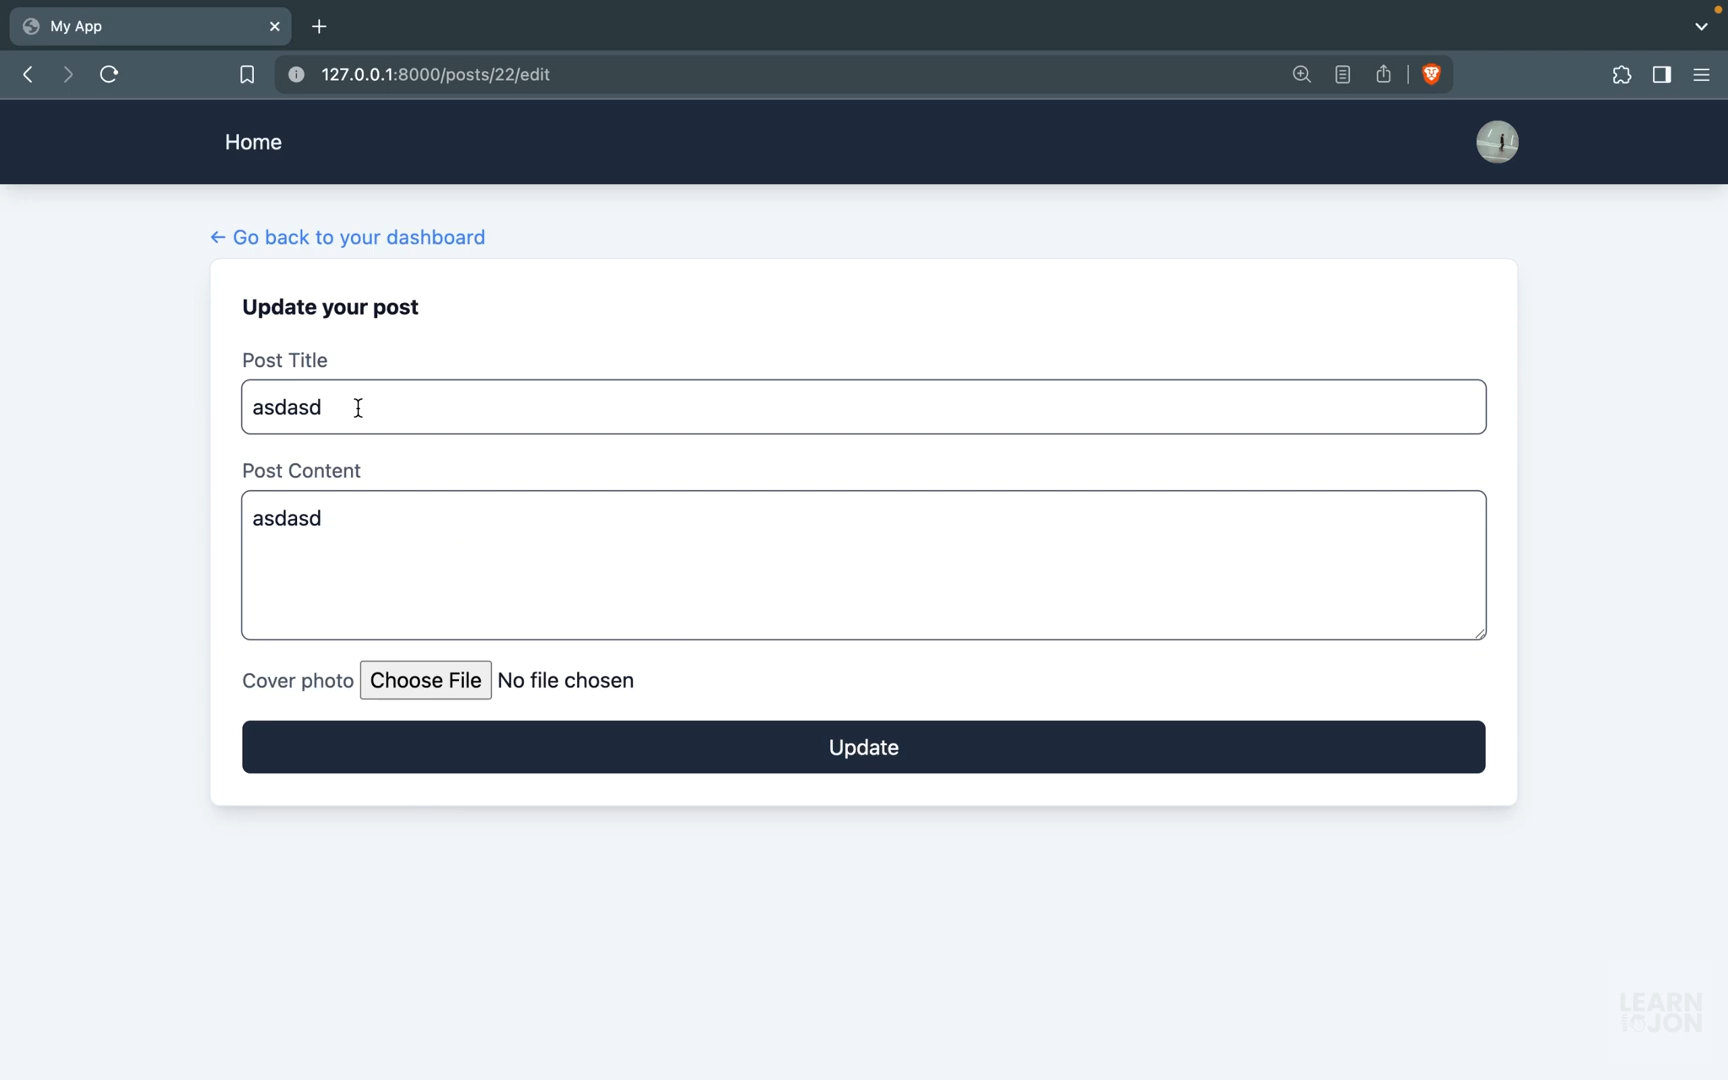 My App
127.0.0.1:8000/posts/22/edit
Home
← Go back to your dashboard
Update your post
Post Title
asdasd
Post Content
asdasd
Cover photo Choose File No file chosen
Update
LEARN
JON